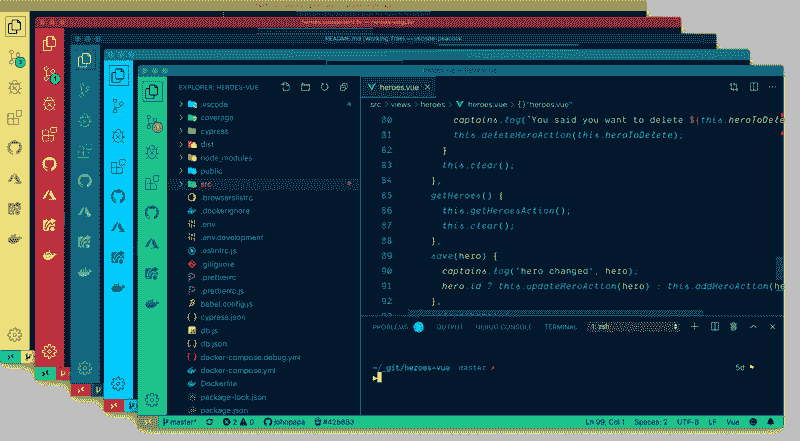 README.md (Working Tree) — vscode-peacock
EXPLORER: HEROES-VUE
.vscode
coverage
cypress
dist
node_modules
public
src
.browserslistrc
.dockerignore
.env
.env.development
.eslintrc.js
.gitignore
.prettierrc
babel.config.js
cypress.json
db.js
db.json
docker-compose.debug.yml
docker-compose.yml
Dockerfile
package-lock.json
package.json
heroes.vue
src > views > heroes > heroes.vue > {} "heroes.vue"
80 captains.log(`You said you want to delete ${this.heroToDele
81 this.deleteHeroAction(this.heroToDelete);
82 }
83 this.clear();
84 },
85 getHeroes() {
86 this.getHeroesAction();
87 this.clear();
88 },
89 save(hero) {
90 captains.log('hero changed', hero);
91 hero.id ? this.updateHeroAction(hero) : this.addHeroAction(he
92 },
PROBLEMS OUTPUT DEBUG CONSOLE TERMINAL 1: zsh
~/_git/heroes-vue master
5d
master* 2 0 johnpapa #42b883 Ln 99, Col 1 Spaces: 2 UTF-8 LF Vue